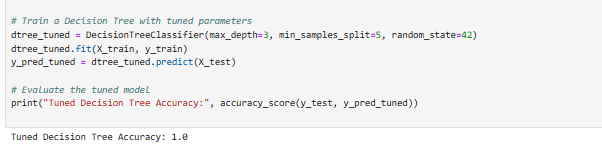 # Train a Decision Tree with tuned parameters
dtree_tuned = DecisionTreeClassifier(max_depth=3, min_samples_split=5, random_state=42)
dtree_tuned.fit(X_train, y_train)
y_pred_tuned = dtree_tuned.predict(X_test)
# Evaluate the tuned model
print("Tuned Decision Tree Accuracy:", accuracy_score(y_test, y_pred_tuned))
Tuned Decision Tree Accuracy: 1.0